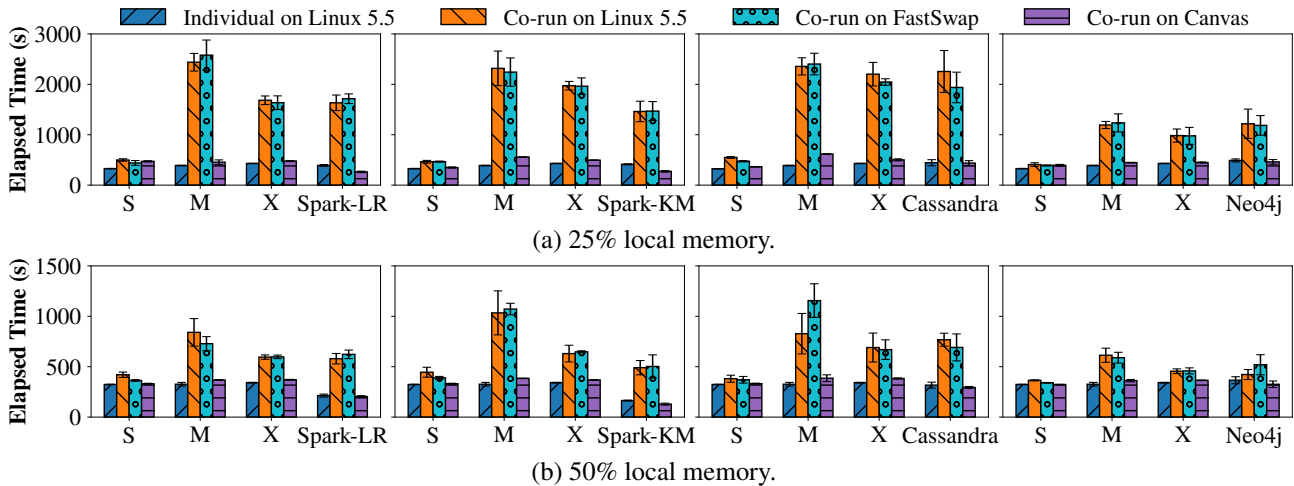 Individual on Linux 5.5 Co-run on Linux 5.5 Co-run on FastSwap Co-run on Canvas
Elapsed Time (s)
3000
2000
1000
0
S M X Spark-LR S M X Spark-KM S M X Cassandra S M X Neo4j
(a) 25% local memory.
Elapsed Time (s)
1500
1000
500
0
S M X Spark-LR S M X Spark-KM S M X Cassandra S M X Neo4j
(b) 50% local memory.